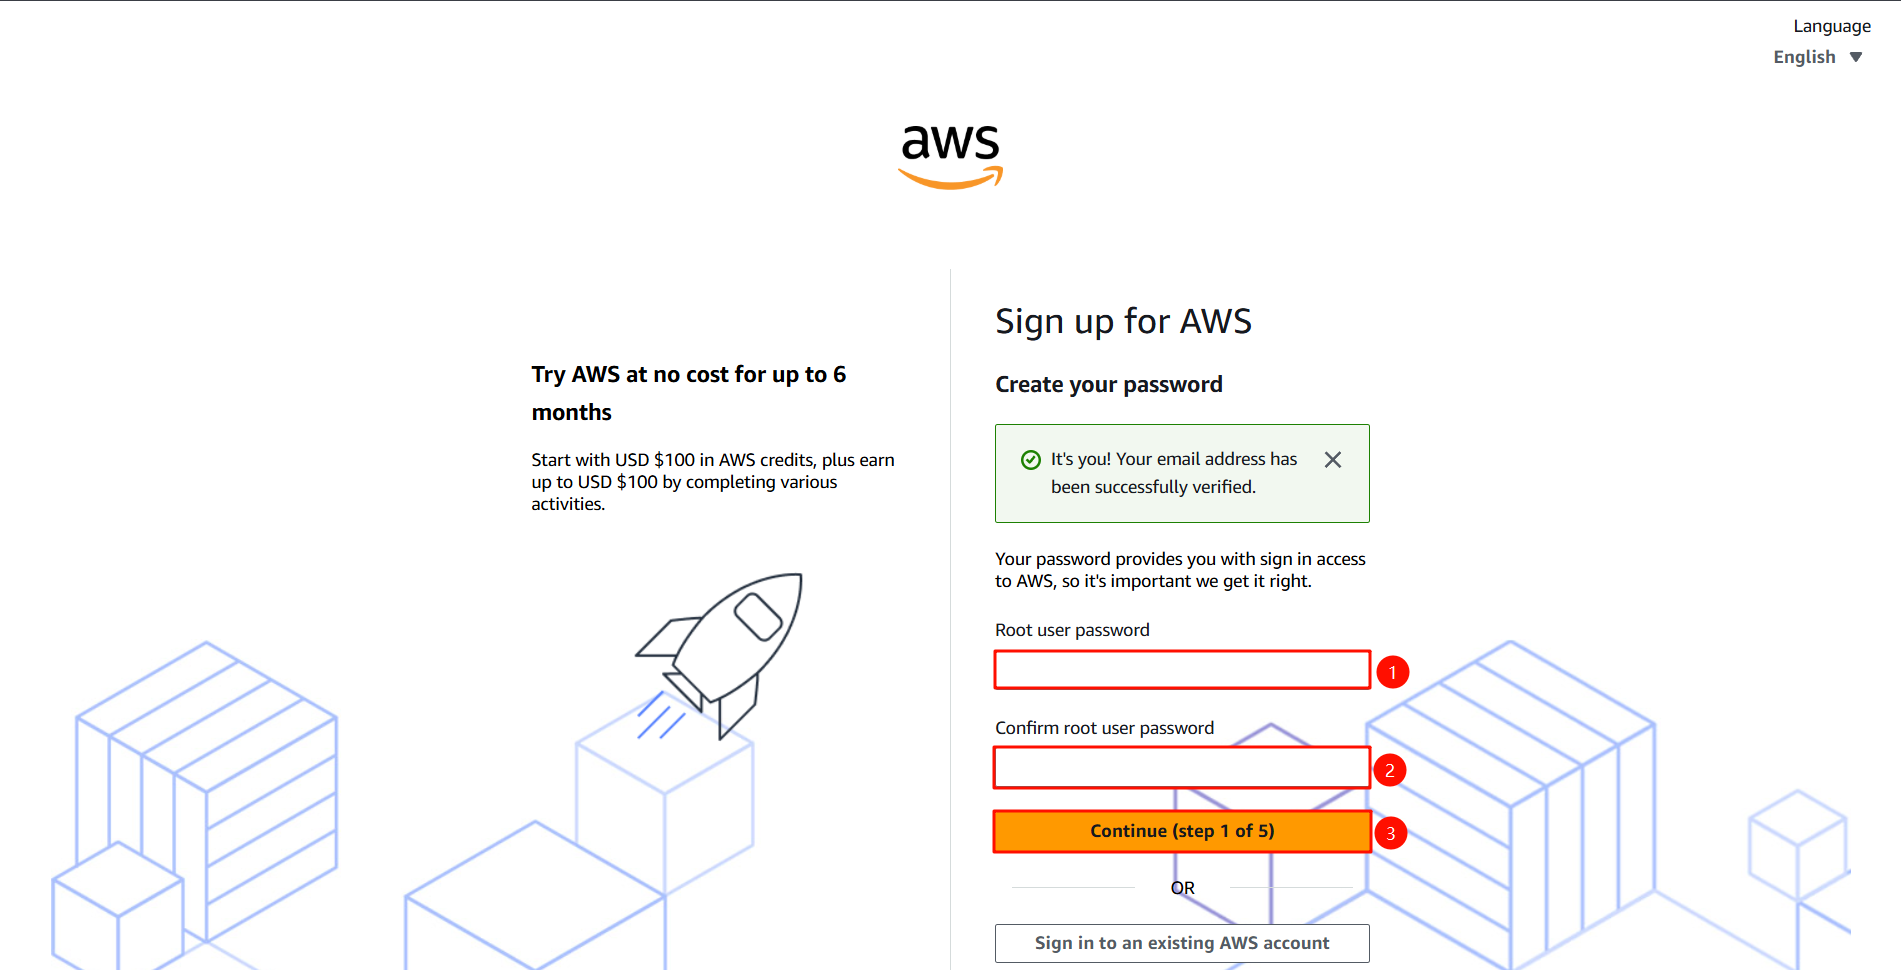 Language
English
aws
Try AWS at no cost for up to 6
months
Start with USD $100 in AWS credits, plus earn
up to USD $100 by completing various
activities.
Sign up for AWS
Create your password
It's you! Your email address has
been successfully verified.
Your password provides you with sign in access
to AWS, so it's important we get it right.
Root user password
1
Confirm root user password
2
Continue (step 1 of 5)
3
OR
Sign in to an existing AWS account